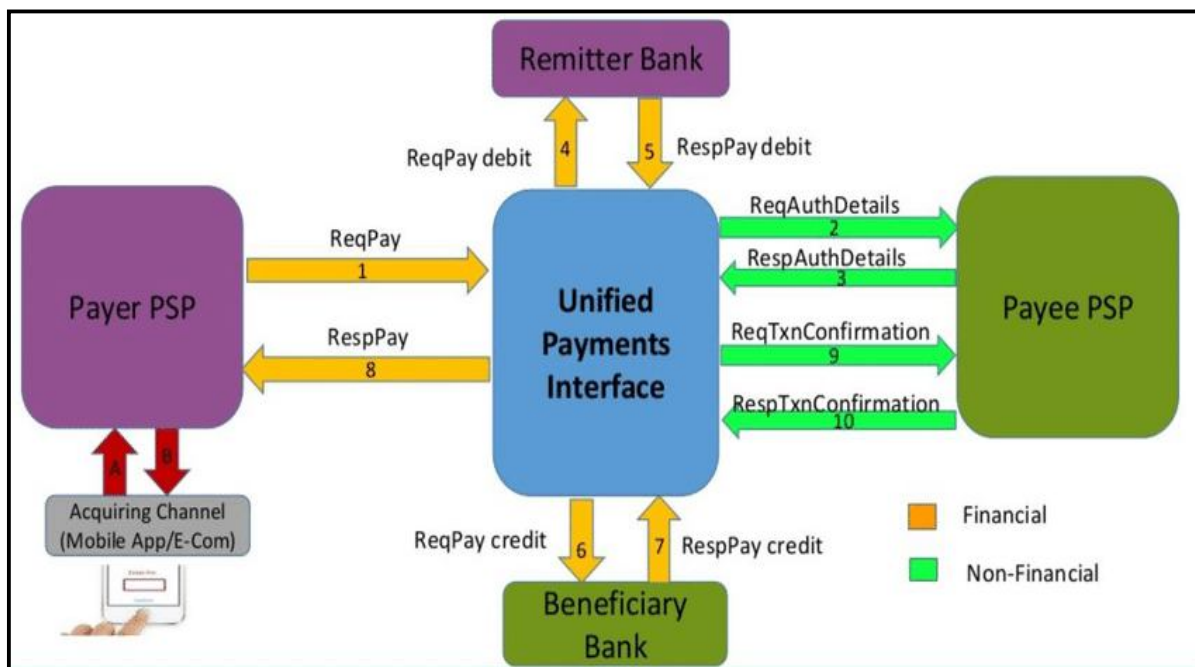 Remitter Bank
ReqPay debit
4
5
RespPay debit
ReqAuthDetails
2
RespAuthDetails
3
ReqPay
1
Payer PSP
Unified
Payments
Interface
Payee PSP
RespPay
8
ReqTxnConfirmation
9
RespTxnConfirmation
10
A
B
Acquiring Channel
(Mobile App/E-Com)
ReqPay credit
6
7
RespPay credit
Financial
Non-Financial
Beneficiary
Bank